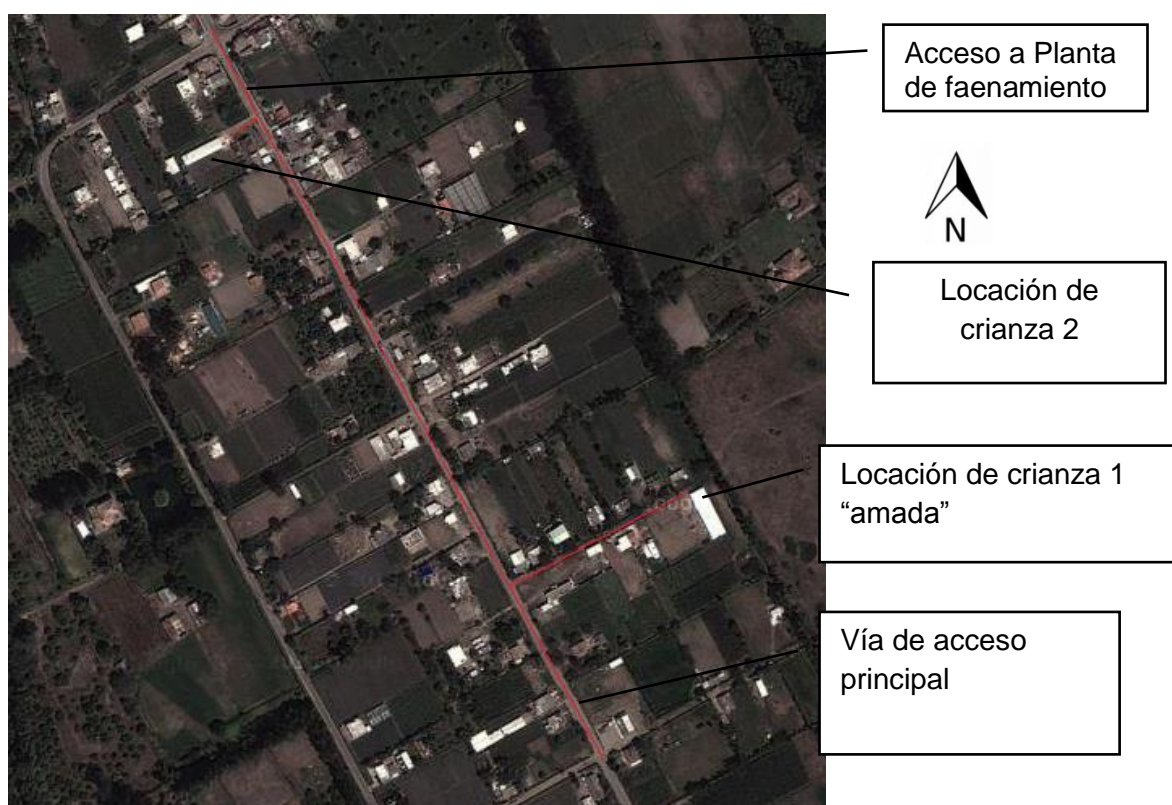 Acceso a Planta
de faenamiento
N
Locación de
crianza 2
Locación de crianza 1
“amada”
Vía de acceso
principal